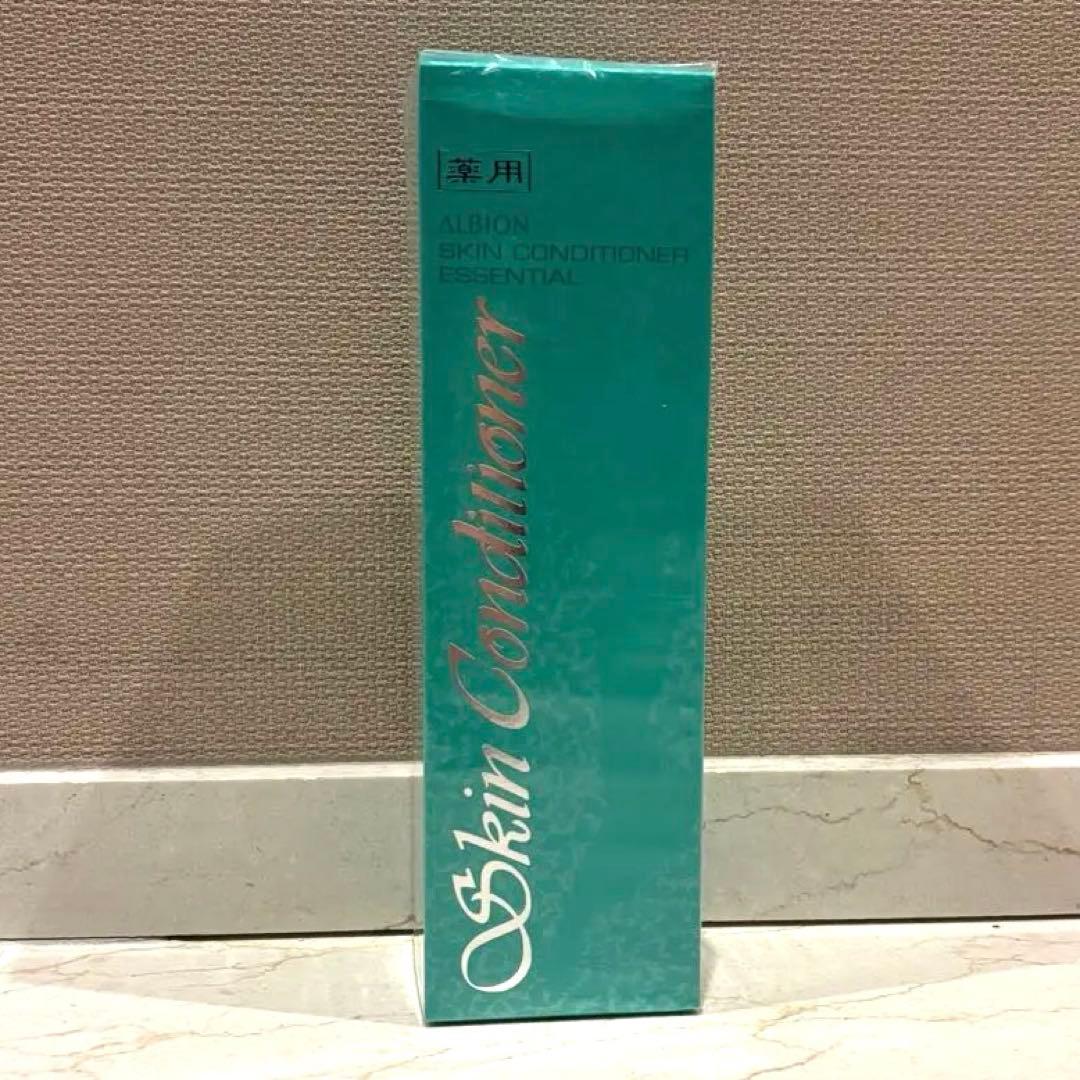 薬用
ALBION
SKIN CONDITIONER
ESSENTIAL
Skin Conditioner